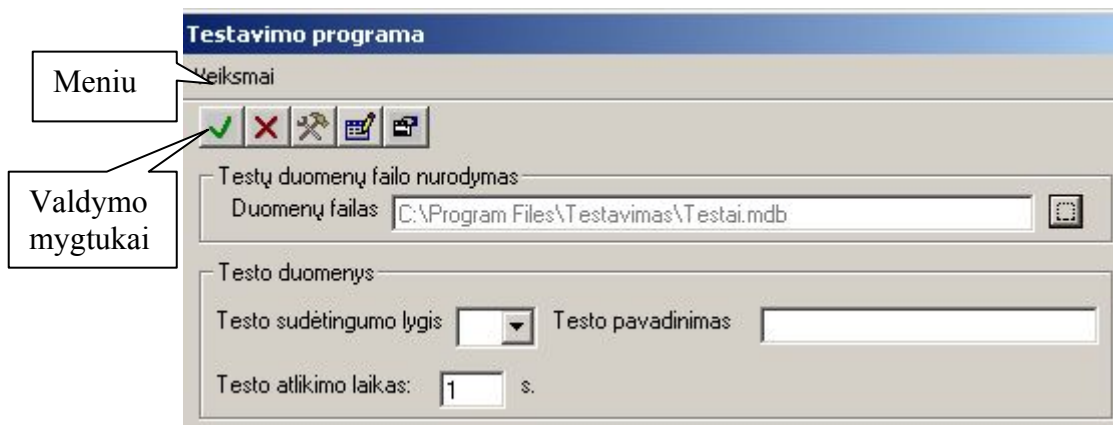 Testavimo programa
Meniu
Veiksmai
Valdymo
mygtukai
Testų duomenų failo nurodymas
Duomenų failas C:\Program Files\Testavimas\Testai.mdb
Testo duomenys
Testo sudėtingumo lygis Testo pavadinimas
Testo atlikimo laikas: 1 s.